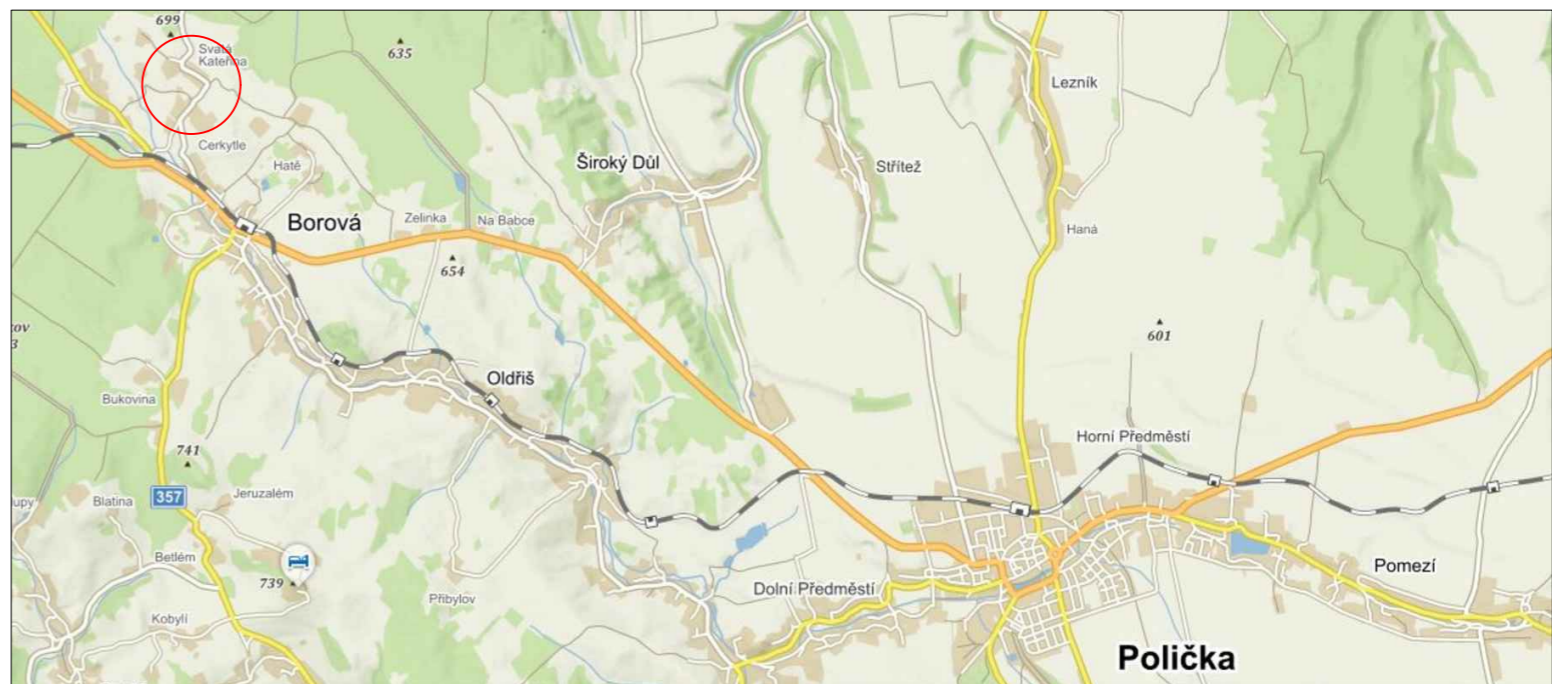 699
Svatá
Kateřina
635
Lezník
Cerkytle
Hatě
Široký Důl
Střítež
Borová
Zelinka
Na Babce
Haná
654
601
Oldřiš
Bukovina
Horní Předměstí
741
357
Blatina
Jeruzalém
Betlém
739
Přibylov
Dolní Předměstí
Pomezí
Kobylí
Polička